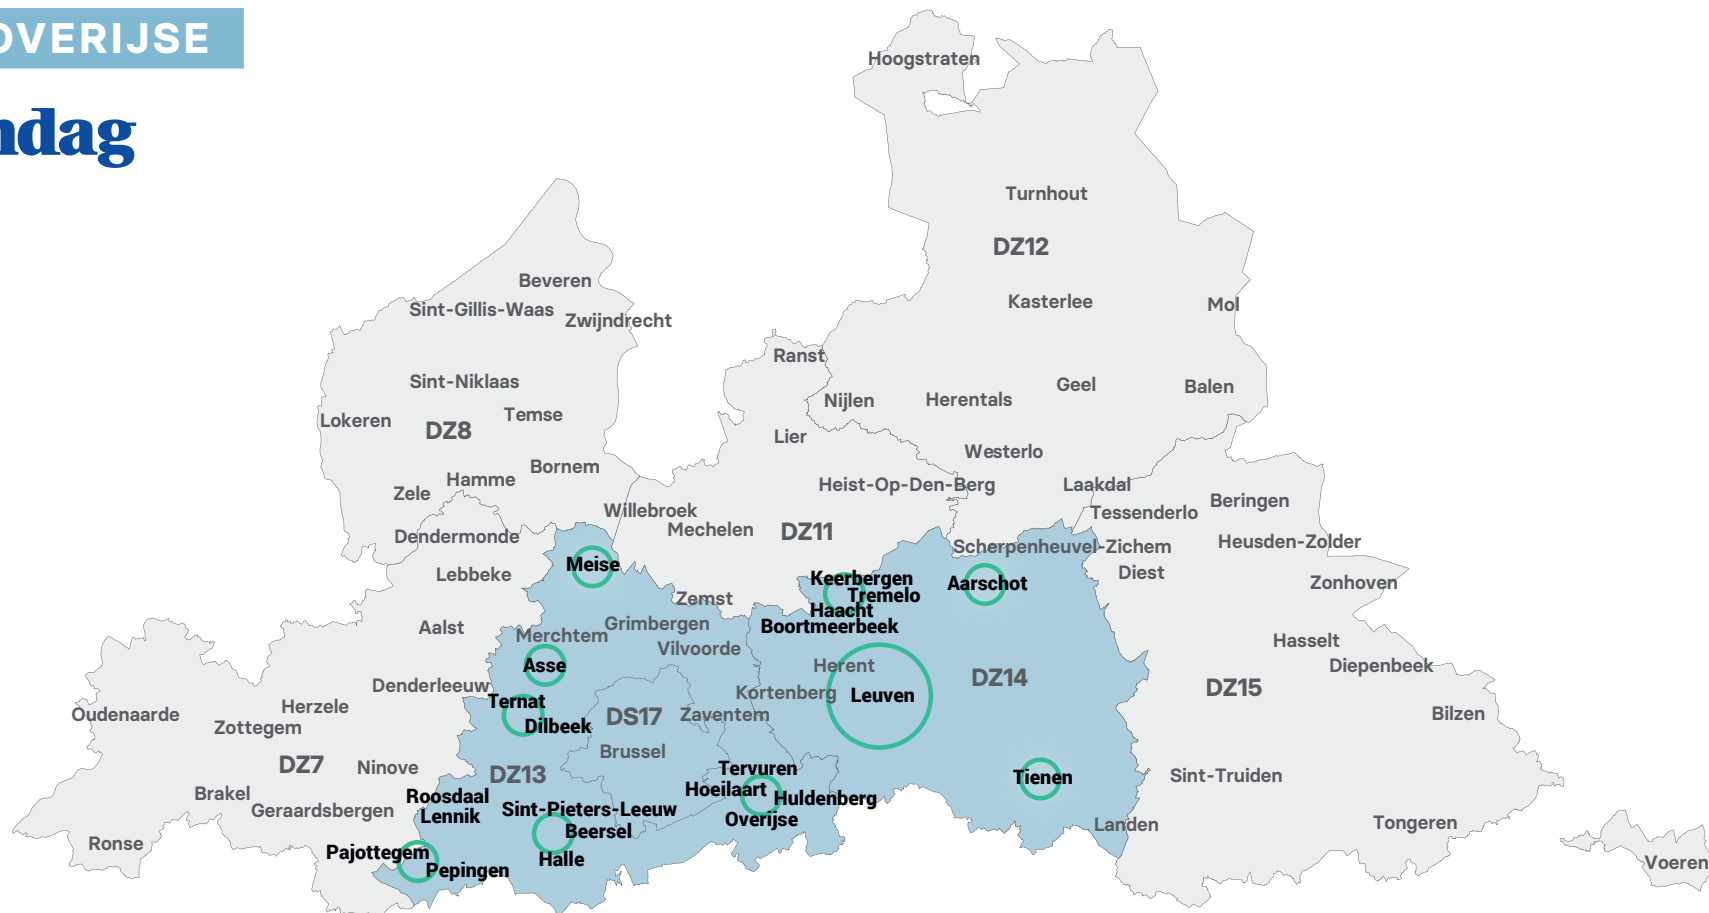 OVERIJSE
ndag
Hoogstraten
Turnhout
DZ12
Kasterlee
Mol
Beveren
Sint-Gillis-Waas
Zwijndrecht
Ranst
Sint-Niklaas
Geel
Balen
Nijlen
Herentals
Temse
Lokeren
DZ8
Lier
Westerlo
Bornem
Hamme
Zele
Heist-Op-Den-Berg
Laakdal
Beringen
Willebroek
Tessenderlo
Mechelen
DZ11
Dendermonde
Scherpenheuvel-Zichem
Heusden-Zolder
Meise
Lebbeke
Keerbergen
Aarschot
Diest
Zonhoven
Tremelo
Zemst
Haacht
Aalst
Grimbergen
Boortmeerbeek
Merchtem
Vilvoorde
Hasselt
Asse
Herent
Diepenbeek
Denderleeuw
DZ14
DZ15
Kortenberg
Leuven
Ternat
Herzele
Oudenaarde
Zottegem
Dilbeek
DS17
Zaventem
Bilzen
Brussel
DZ7
Ninove
DZ13
Tervuren
Tienen
Sint-Truiden
Hoeilaart
Huldenberg
Brakel
Roosdaal
Geraardsbergen
Lennik
Sint-Pieters-Leeuw
Overijse
Landen
Tongeren
Beersel
Ronse
Pajottegem
Halle
Pepingen
Voeren